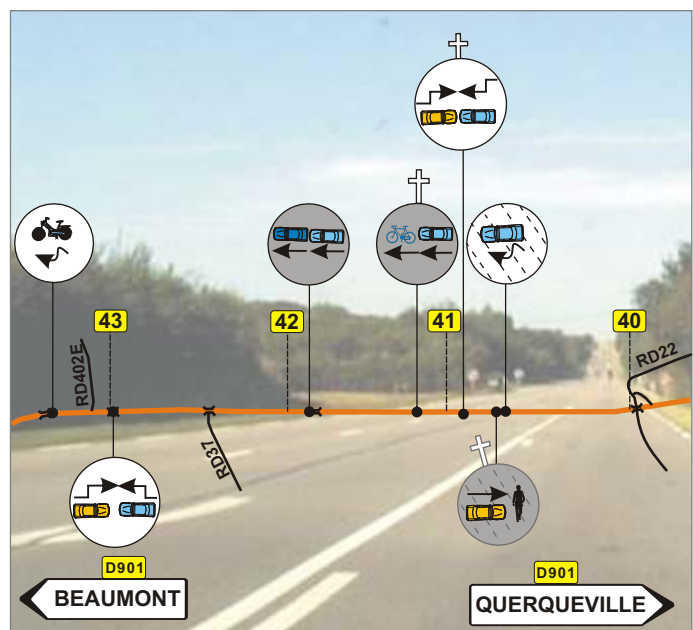 43
42
41
40
RD402E
RD37
RD22
D901
BEAUMONT
D901
QUERQUEVILLE